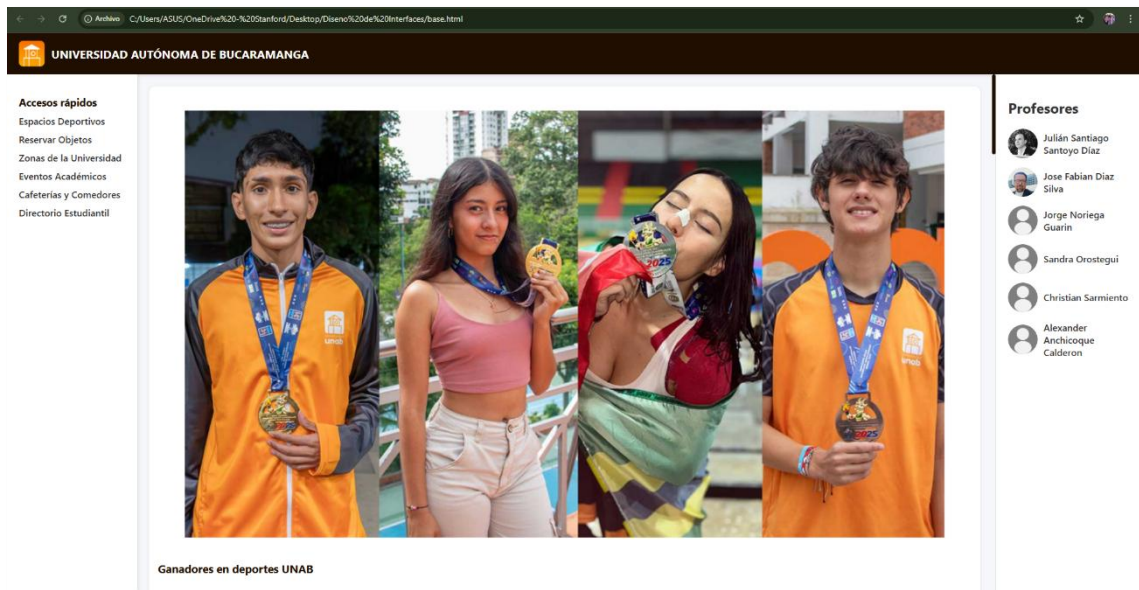 Archivo C:/Users/ASUS/OneDrive%20-%20Stanford/Desktop/Diseno%20de%20Interfaces/base.html
UNIVERSIDAD AUTÓNOMA DE BUCARAMANGA
Accesos rápidos
Espacios Deportivos
Reservar Objetos
Zonas de la Universidad
Eventos Académicos
Cafeterías y Comedores
Directorio Estudiantil
unab
2025
2025
unab
2025
Ganadores en deportes UNAB
Profesores
Julián Santiago
Santoyo Díaz
Jose Fabian Diaz
Silva
Jorge Noriega
Guarin
Sandra Orostegui
Christian Sarmiento
Alexander
Anchicoque
Calderon